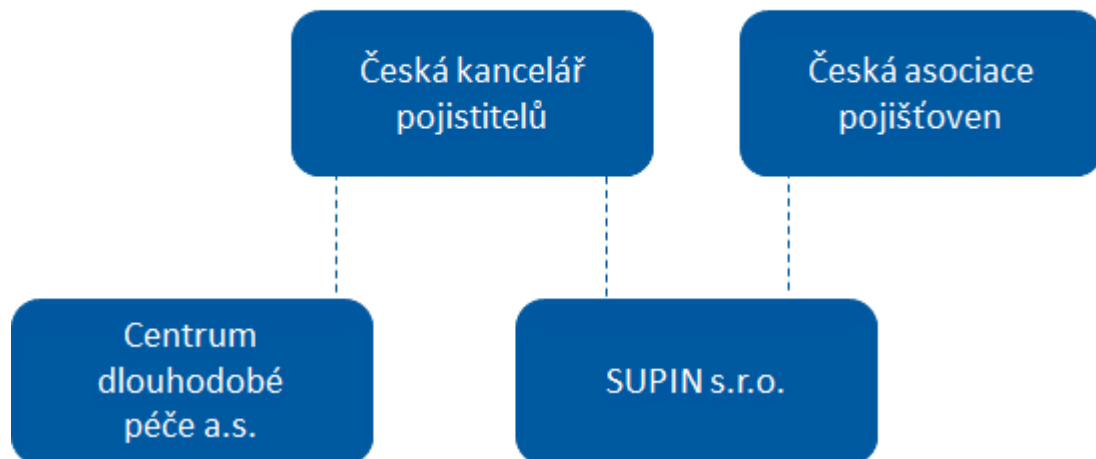 Česká kancelář
pojistitelů
Česká asociace
pojišťoven
Centrum
dlouhodobé
péče a.s.
SUPIN s.r.o.